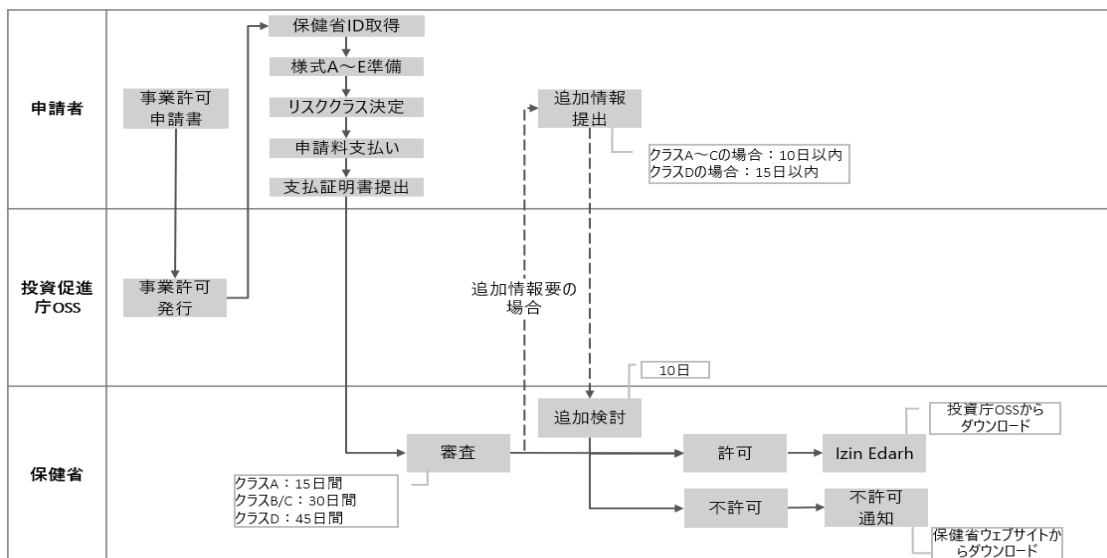 申請者
事業許可
申請書
保健省ID取得
様式A～E準備
リスククラス決定
申請料支払い
支払証明書提出
追加情報
提出
クラスA～Cの場合：10日以内
クラスDの場合：15日以内
投資促進
庁OSS
事業許可
発行
追加情報要の
場合
保健省
10日
追加検討
審査
クラスA：15日間
クラスB/C：30日間
クラスD：45日間
許可
Izin Edarh
投資庁OSSから
ダウンロード
不許可
不許可
通知
保健省ウェブサイトか
らダウンロード